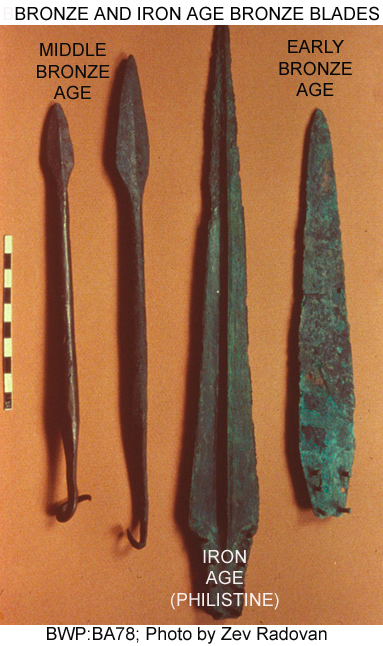 BRONZE AND IRON AGE BRONZE BLADES
MIDDLE
BRONZE
AGE
EARLY
BRONZE
AGE
IRON
AGE
(PHILISTINE)
BWP:BA78; Photo by Zev Radovan